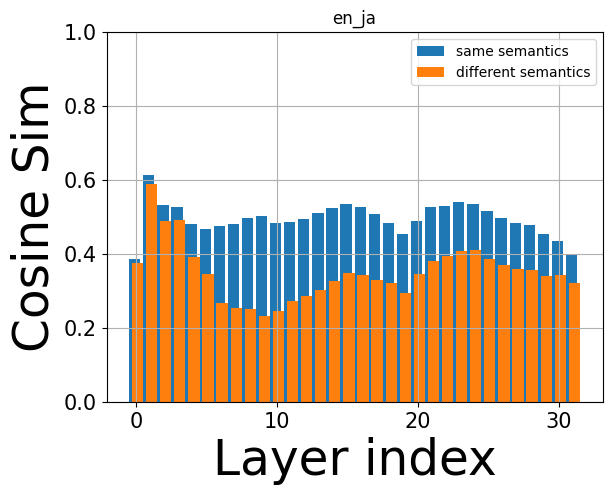 en_ja
same semantics
different semantics
Cosine Sim
1.0
0.8
0.6
0.4
0.2
0.0
0 10 20 30
Layer index